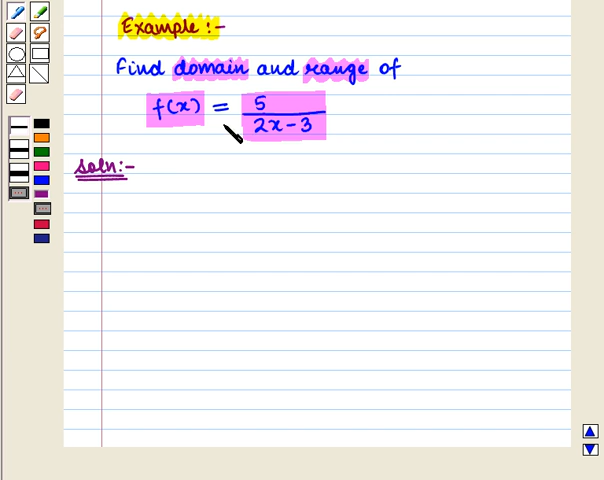 Example :-
Find domain and range of
f(x) = 5 / 2x - 3
Soln:-